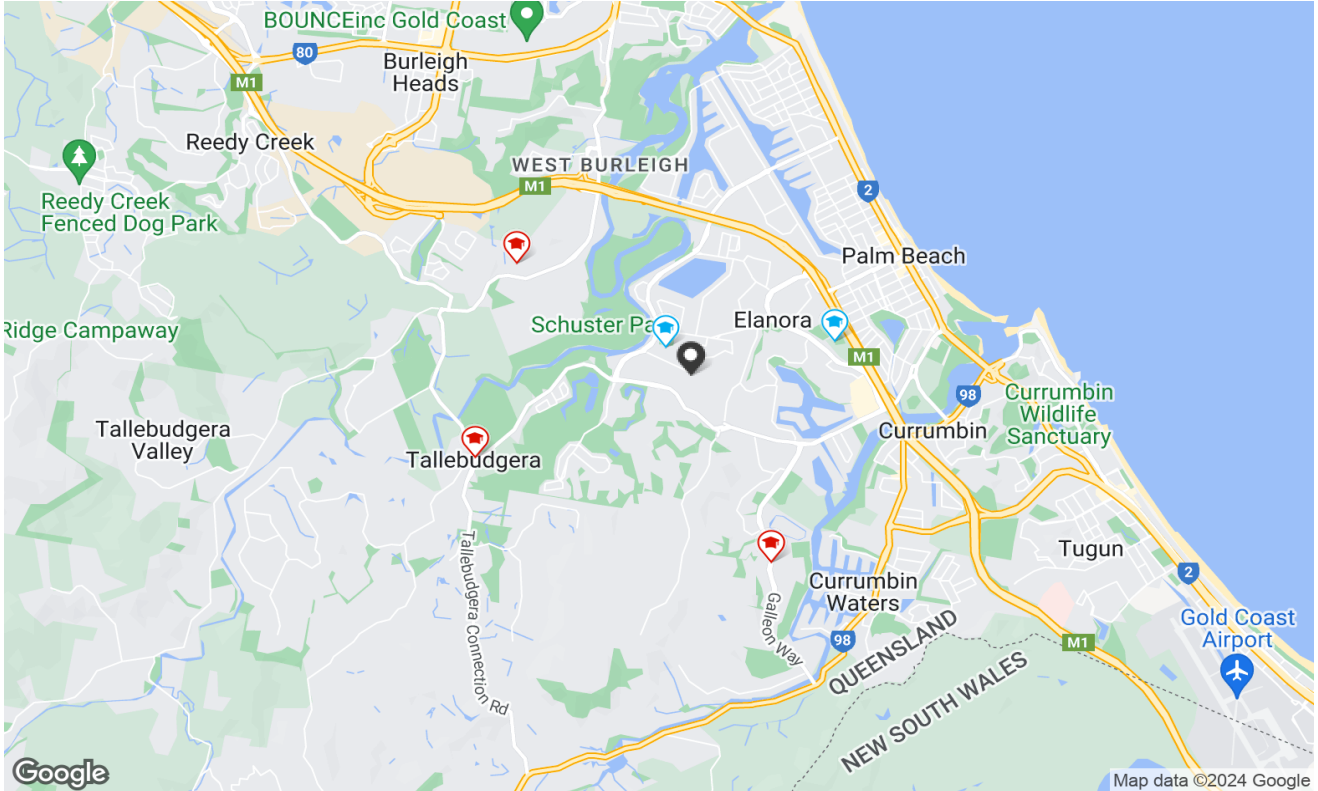 BOUNCEinc Gold Coast
80
Burleigh
Heads
M1
Reedy Creek
WEST BURLEIGH
M1
2
Reedy Creek
Fenced Dog Park
Palm Beach
Ridge Campaway
Schuster Pa
Elanora
M1
98
Currumbin
Wildlife
Sanctuary
Tallebudgera
Valley
Currumbin
Tallebudgera
Tallebudgera Connection Rd
Tugun
2
Currumbin
Waters
Galleon Way
98
QUEENSLAND
NEW SOUTH WALES
M1
Gold Coast
Airport
Google
Map data ©2024 Google